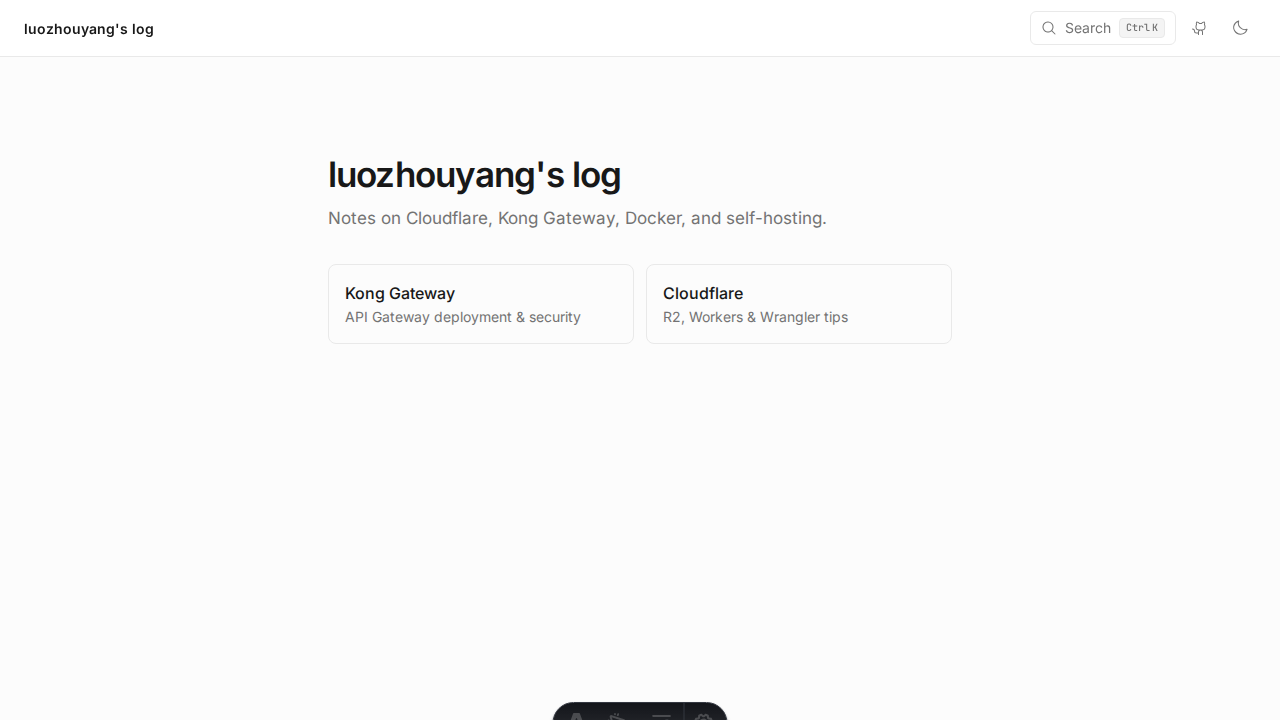 luozhouyang's log
Search Ctrl K
luozhouyang's log
Notes on Cloudflare, Kong Gateway, Docker, and self-hosting.
Kong Gateway
API Gateway deployment & security
Cloudflare
R2, Workers & Wrangler tips